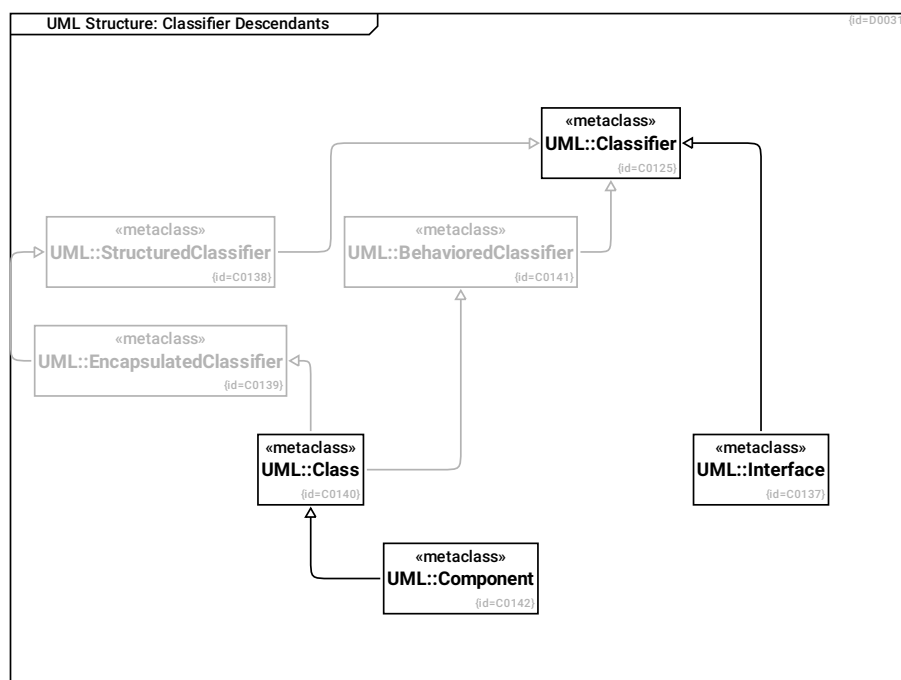 UML Structure: Classifier Descendants
{id=D0031
«metaclass»
UML::Classifier
{id=C0125}
«metaclass»
UML::StructuredClassifier
{id=C0138}
«metaclass»
UML::BehavioredClassifier
{id=C0141}
«metaclass»
UML::EncapsulatedClassifier
{id=C0139}
«metaclass»
UML::Class
{id=C0140}
«metaclass»
UML::Interface
{id=C0137}
«metaclass»
UML::Component
{id=C0142}